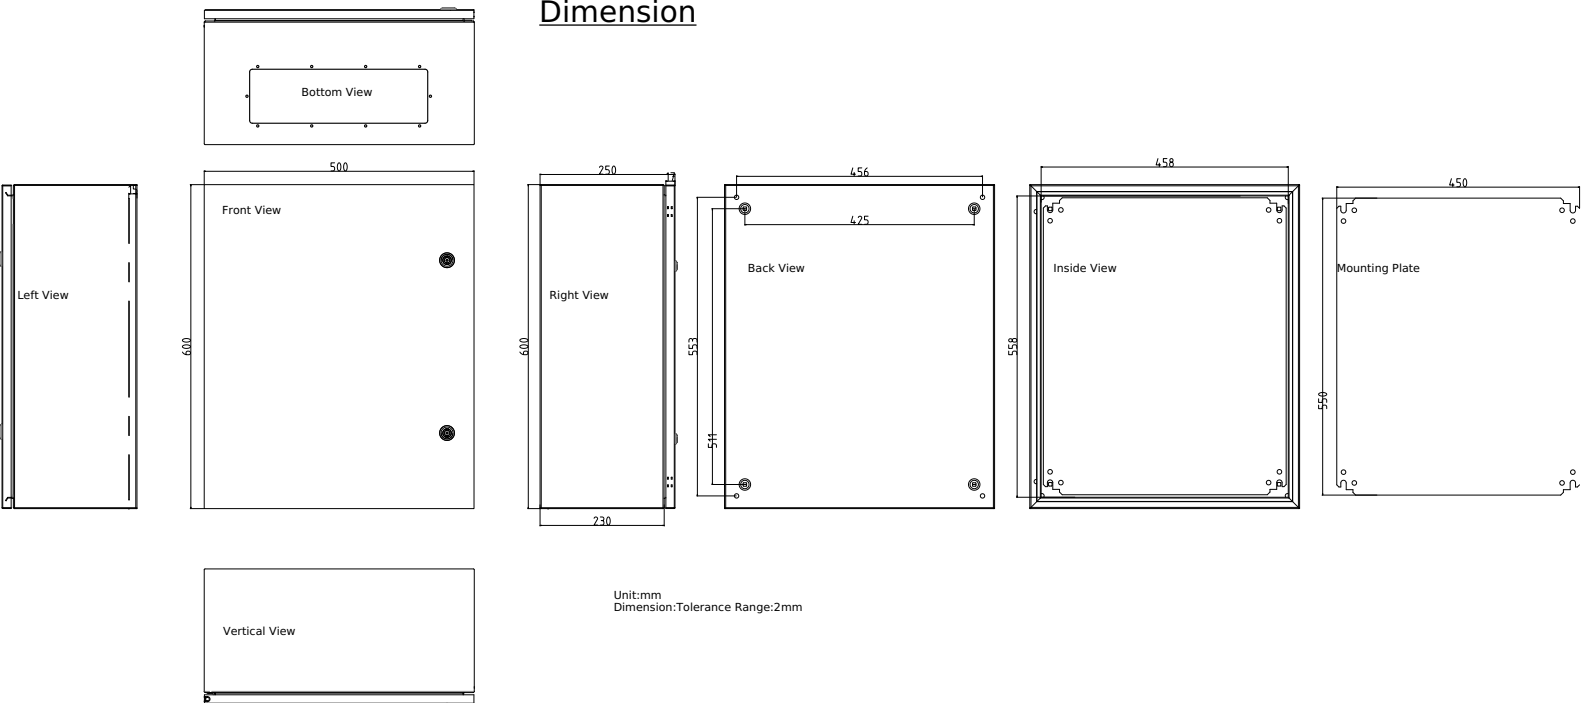 Dimension
Bottom View
500
250
17
456
458
450
15
Front View
425
Left View
Right View
Back View
Inside View
Mounting Plate
600
600
553
511
558
550
230
Unit:mm
Dimension:Tolerance Range:2mm
Vertical View